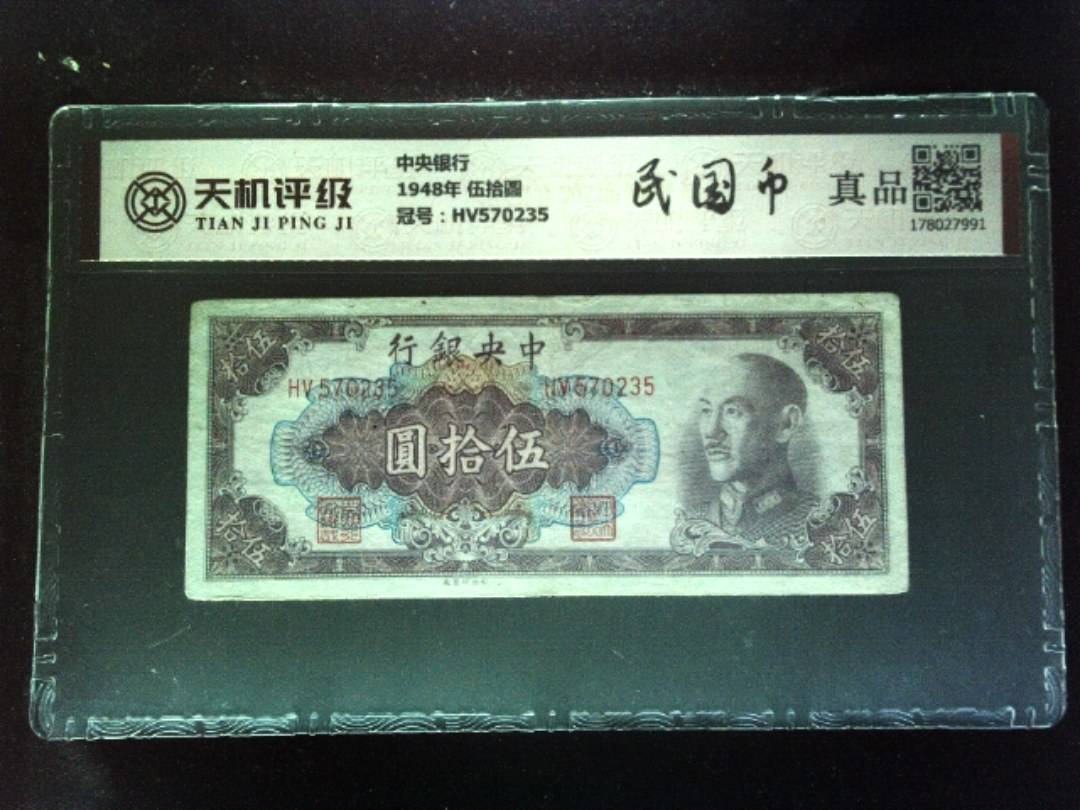 天机评级
TIAN JI PING JI
中央银行
1948年 伍拾圓
冠号：HV570235
民国币
真品
178027991
拾伍
拾伍
行銀央中
HV570235
HV570235
圓拾伍
拾伍
拾伍